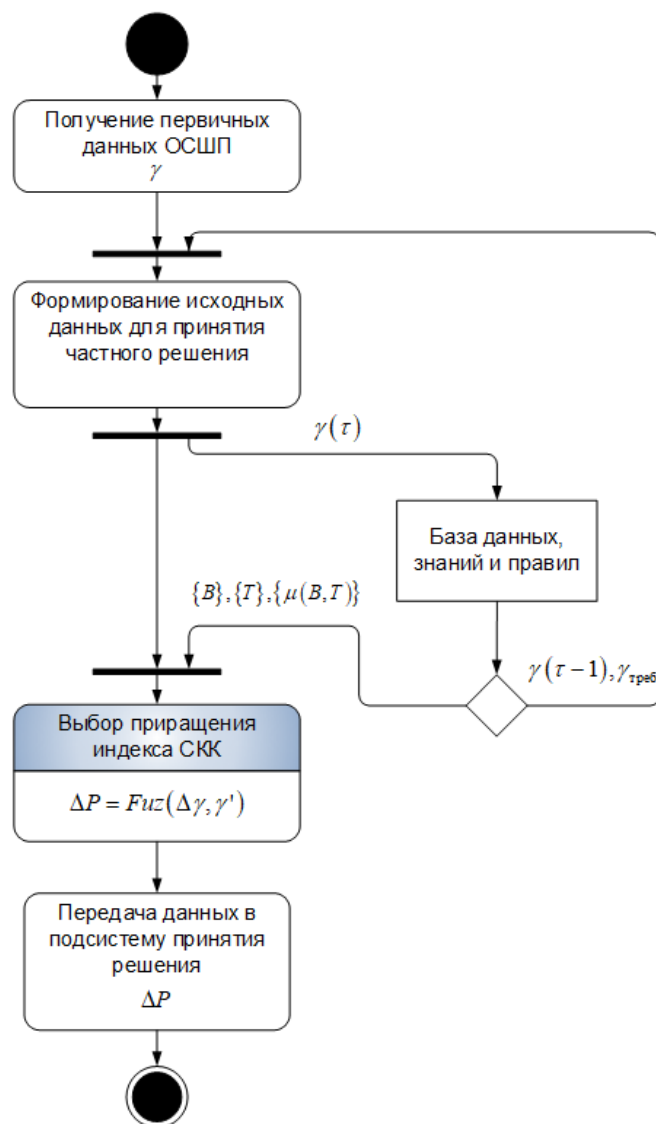 Получение первичных
данных ОСШП
γ
Формирование исходных
данных для принятия
частного решения
γ(τ)
База данных,
знаний и правил
{B},{T},{μ(B,T)}
γ(τ−1),γтреб
Выбор приращения
индекса СКК
ΔP = Fuz(Δγ,γ')
Передача данных в
подсистему принятия
решения
ΔP